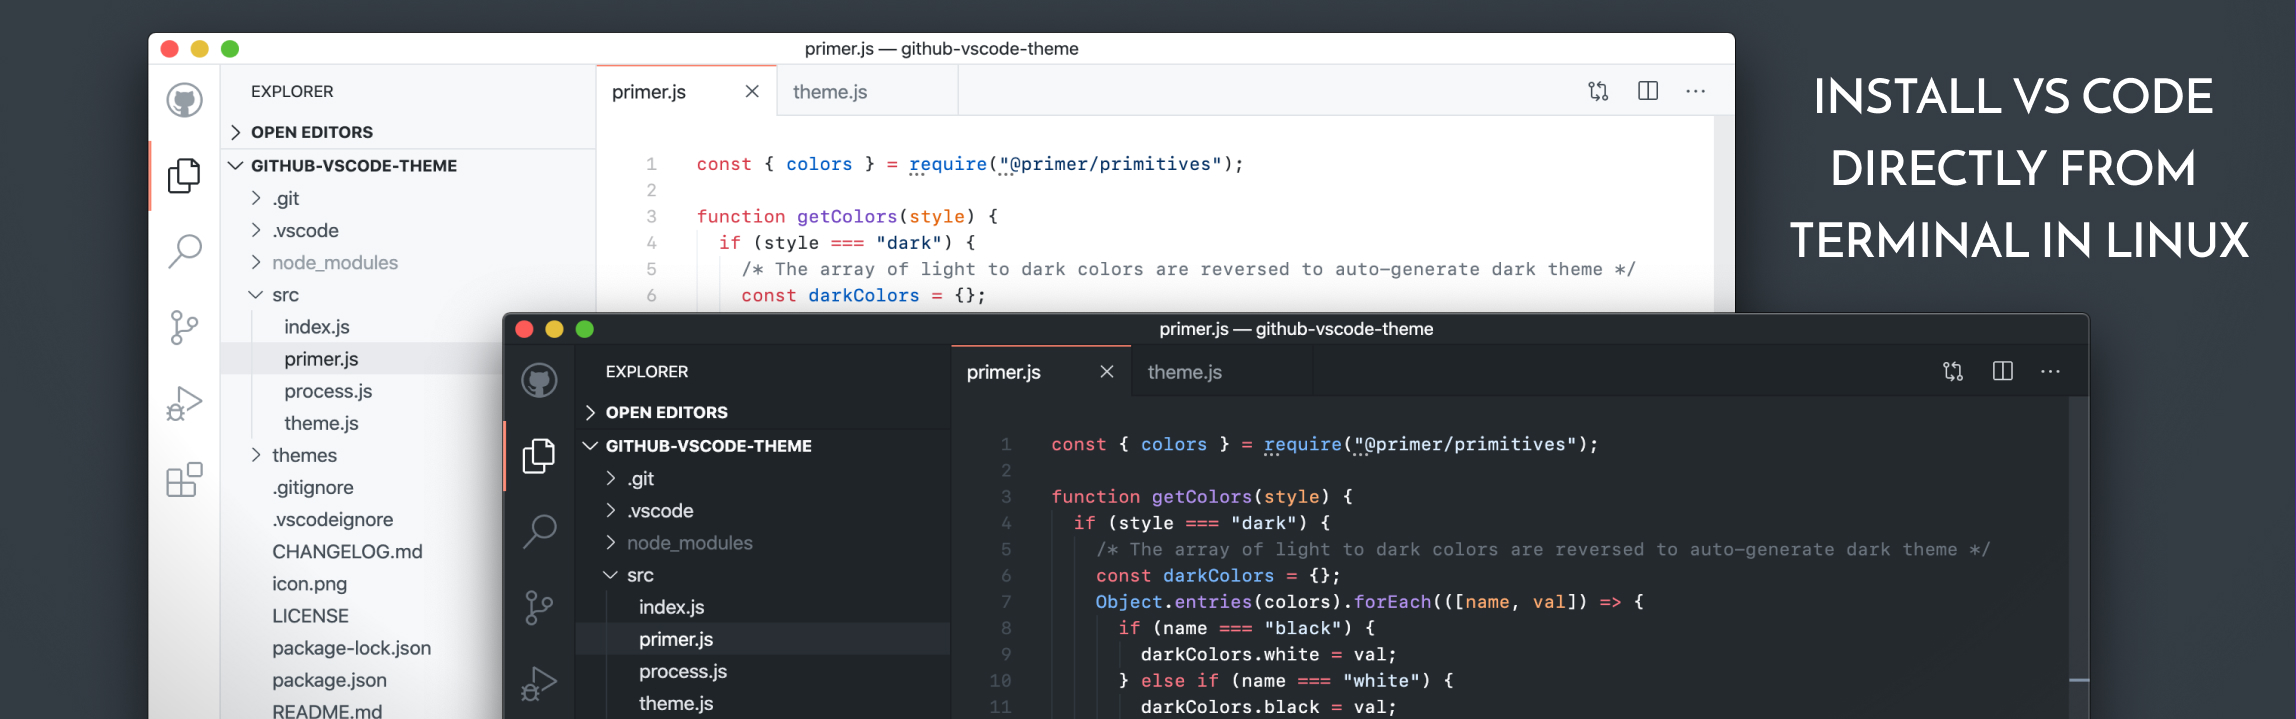 primer.js — github-vscode-theme
EXPLORER
OPEN EDITORS
GITHUB-VSCODE-THEME
.git
.vscode
node_modules
src
index.js
primer.js
process.js
theme.js
themes
.gitignore
.vscodeignore
CHANGELOG.md
icon.png
LICENSE
package-lock.json
package.json
README.md
primer.js
theme.js
1 const { colors } = require("@primer/primitives");
2
3 function getColors(style) {
4 if (style === "dark") {
5 /* The array of light to dark colors are reversed to auto-generate dark theme */
6 const darkColors = {};
INSTALL VS CODE
DIRECTLY FROM
TERMINAL IN LINUX
primer.js — github-vscode-theme
EXPLORER
OPEN EDITORS
GITHUB-VSCODE-THEME
.git
.vscode
node_modules
src
index.js
primer.js
process.js
theme.js
primer.js
theme.js
1 const { colors } = require("@primer/primitives");
2
3 function getColors(style) {
4 if (style === "dark") {
5 /* The array of light to dark colors are reversed to auto-generate dark theme */
6 const darkColors = {};
7 Object.entries(colors).forEach(([name, val]) => {
8 if (name === "black") {
9 darkColors.white = val;
10 } else if (name === "white") {
11 darkColors.black = val;